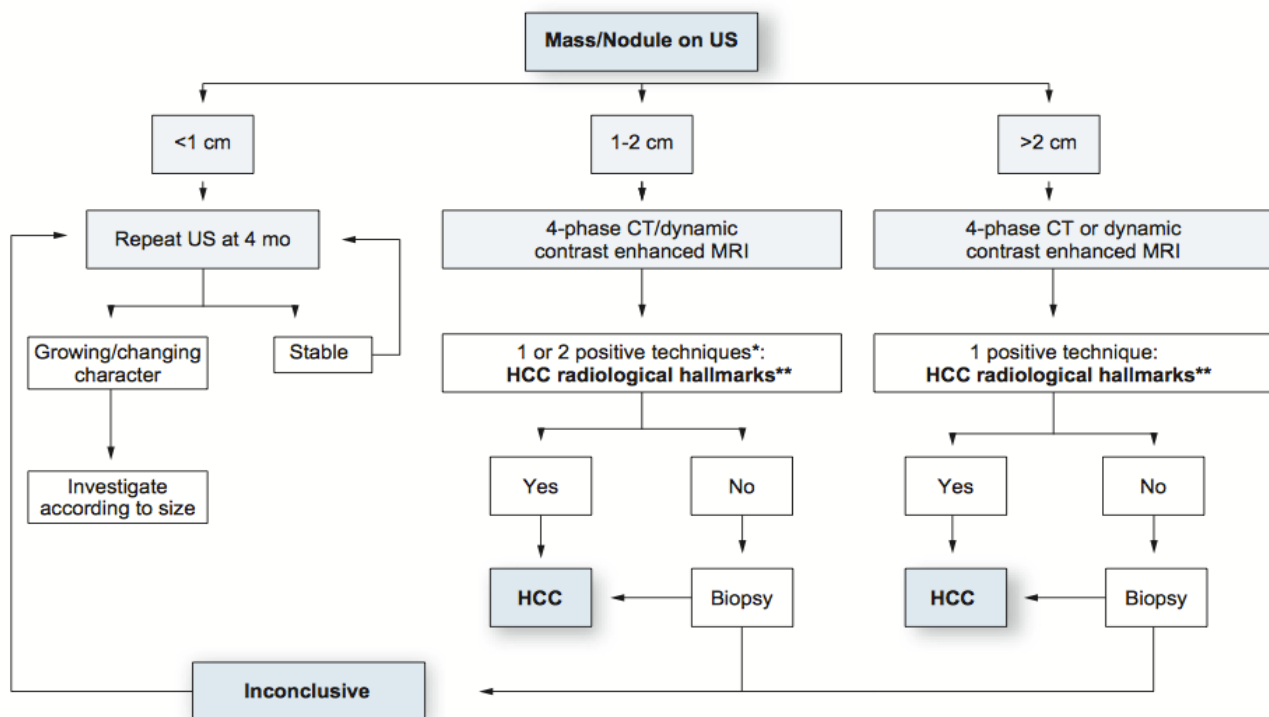 Mass/Nodule on US
<1 cm
1-2 cm
>2 cm
Repeat US at 4 mo
4-phase CT/dynamic
contrast enhanced MRI
4-phase CT or dynamic
contrast enhanced MRI
Growing/changing
character
Stable
1 or 2 positive techniques*:
HCC radiological hallmarks**
1 positive technique:
HCC radiological hallmarks**
Investigate
according to size
Yes
No
Yes
No
HCC
Biopsy
HCC
Biopsy
Inconclusive